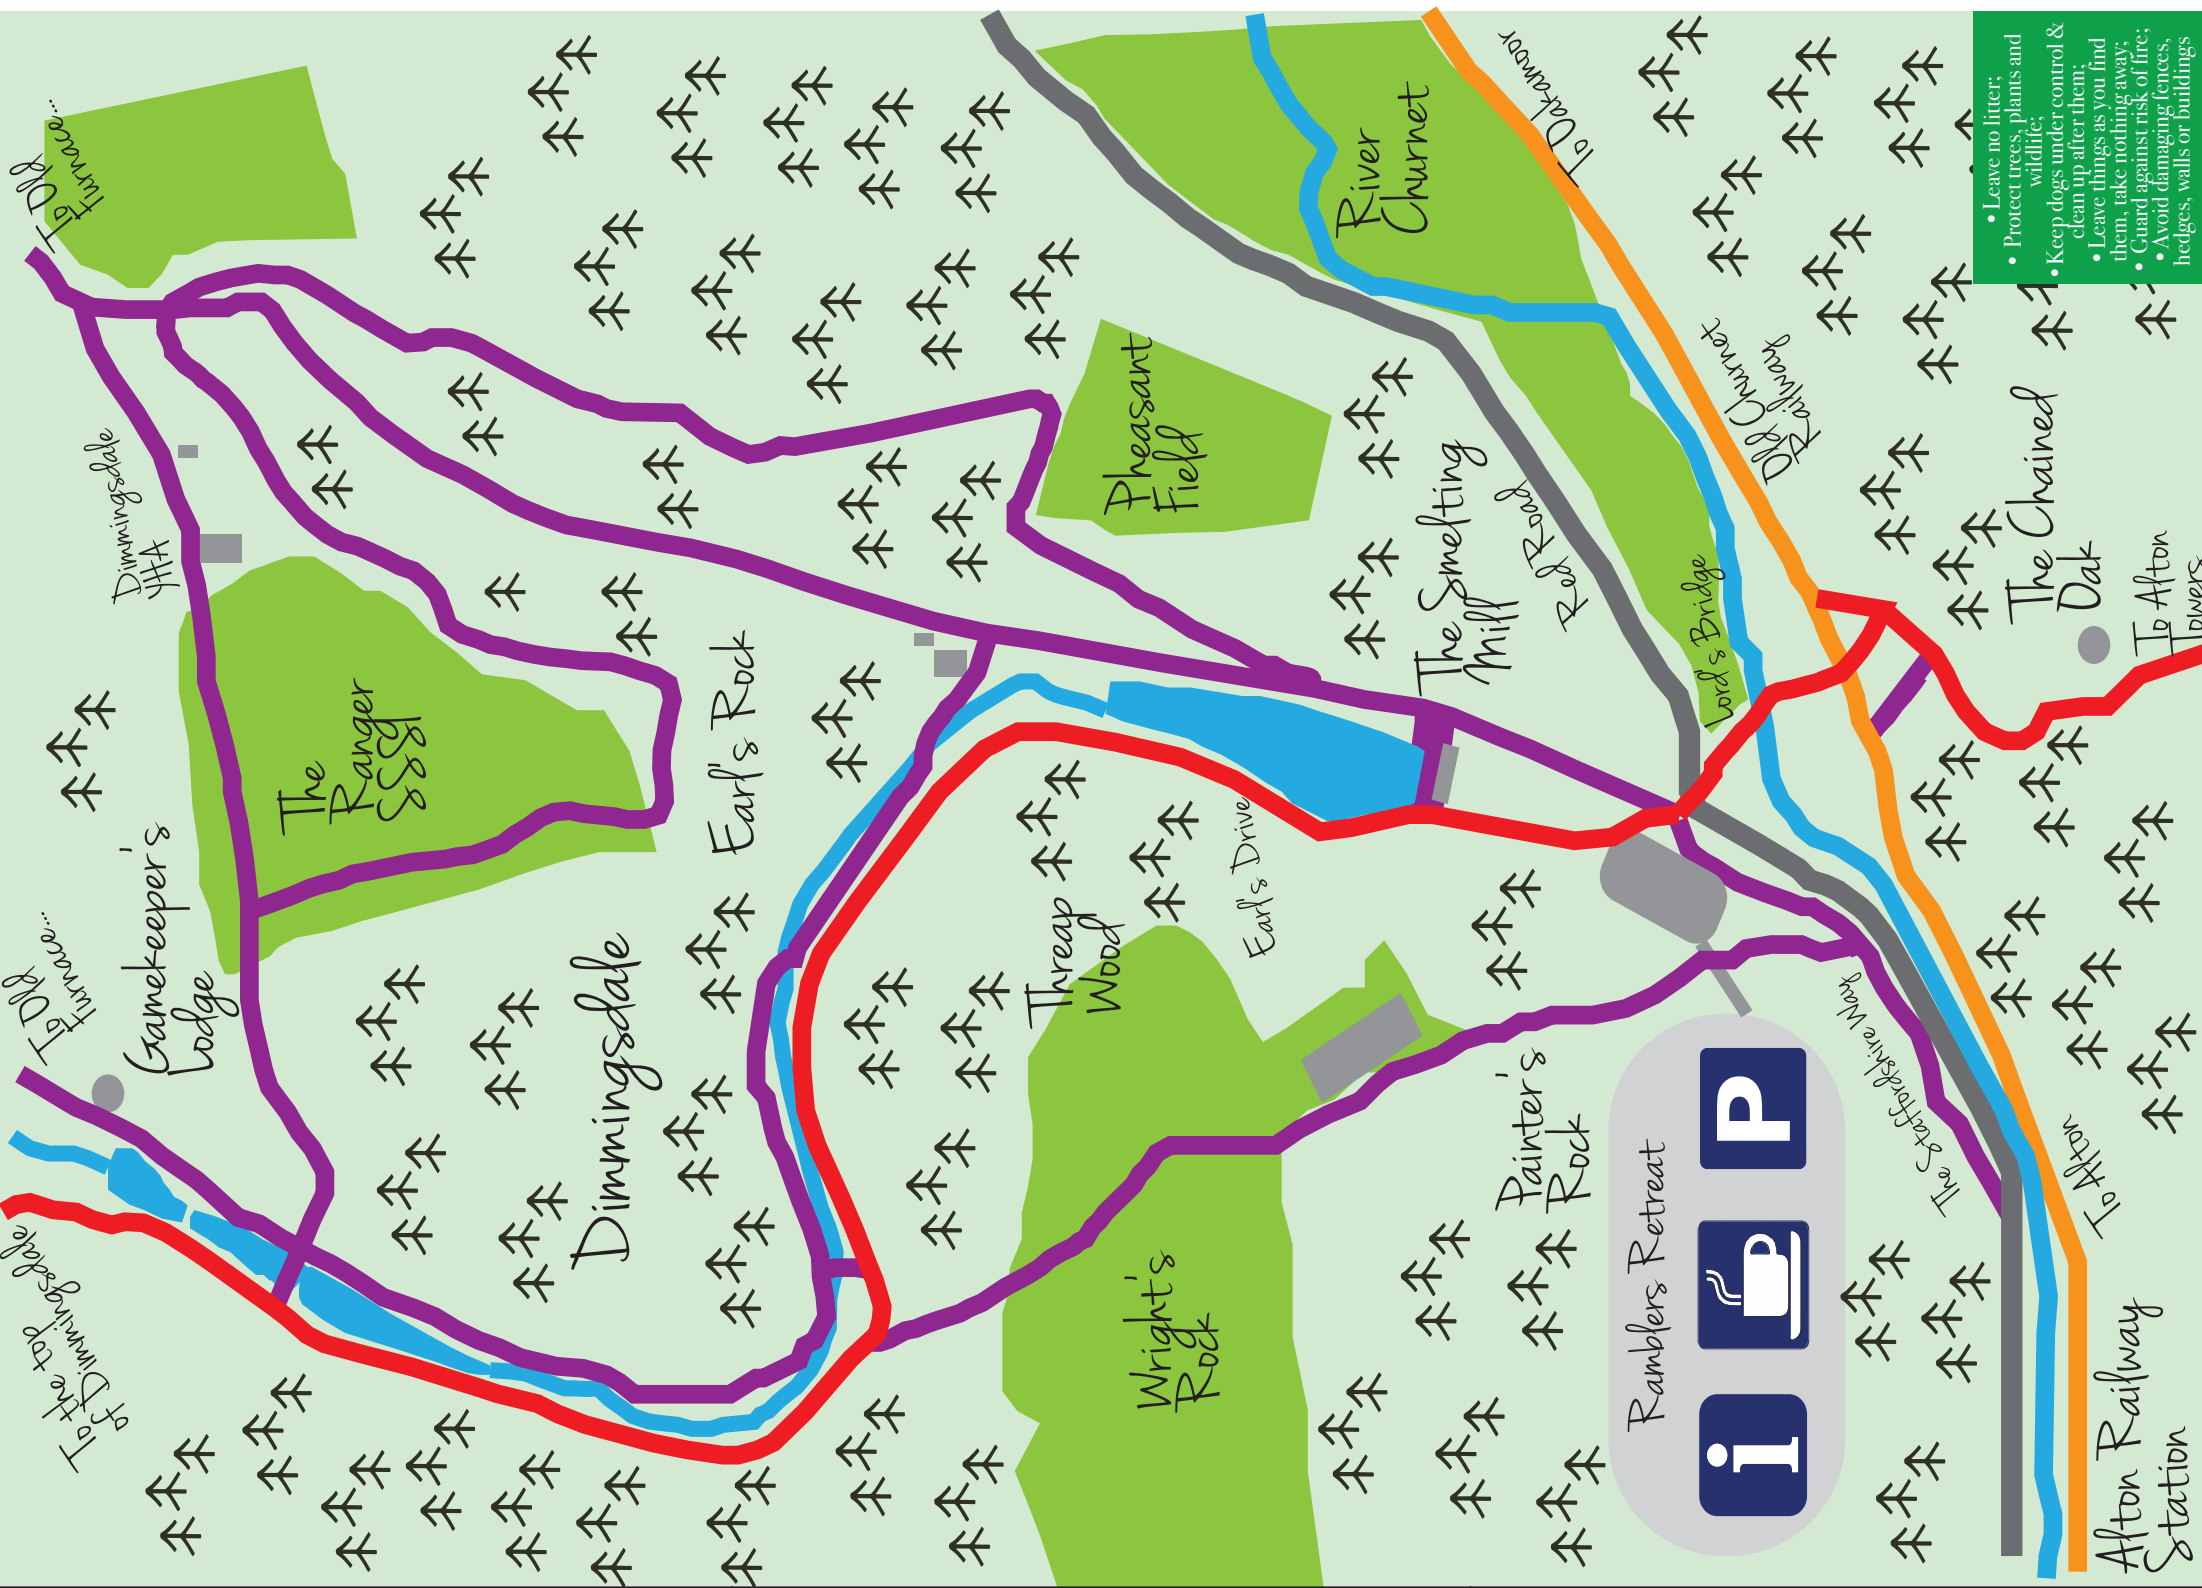 To Old
Furnace...
Dimmingsdale
YHA
The
Ranger
SSSI
Gamekeeper's
Lodge
To Old
Furnace...
To the top
of Dimmingsdale
Dimmingsdale
Earl's Rock
Pheasant
Field
River
Churnet
To Oakamoor
• Leave no litter;
• Protect trees, plants and
wildlife;
• Keep dogs under control &
clean up after them;
• Leave things as you find
them, take nothing away;
• Guard against risk of fire;
• Avoid damaging fences,
hedges, walls or buildings
Old Churnet
Railway
The Smelting
Mill
Red Road
Lord's Bridge
The Chained
Oak
To Alton
Towers
Threap
Wood
Earl's Drive
Wright's
Rock
Painter's
Rock
Ramblers Retreat
i
P
The Staffordshire Way
To Alton
Alton Railway
Station